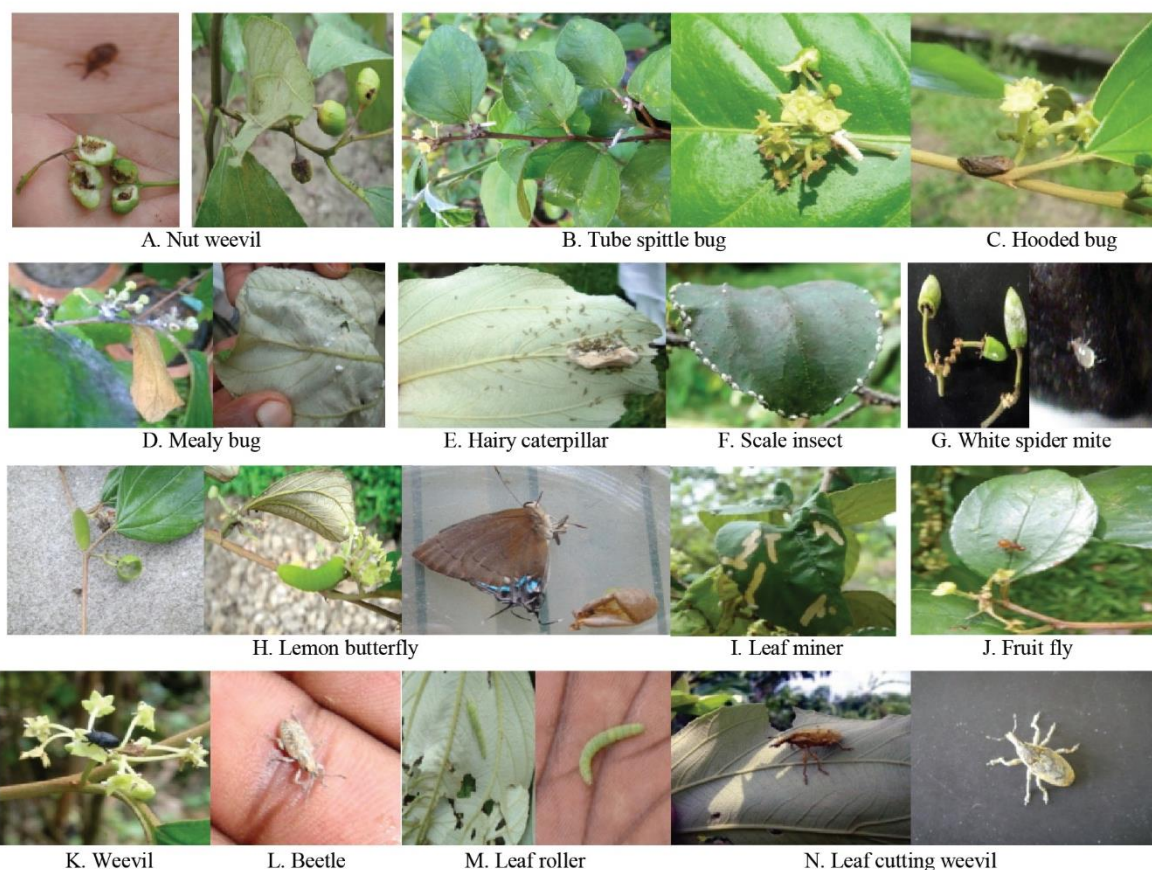 A. Nut weevil
B. Tube spittle bug
C. Hooded bug
D. Mealy bug
E. Hairy caterpillar
F. Scale insect
G. White spider mite
H. Lemon butterfly
I. Leaf miner
J. Fruit fly
K. Weevil
L. Beetle
M. Leaf roller
N. Leaf cutting weevil